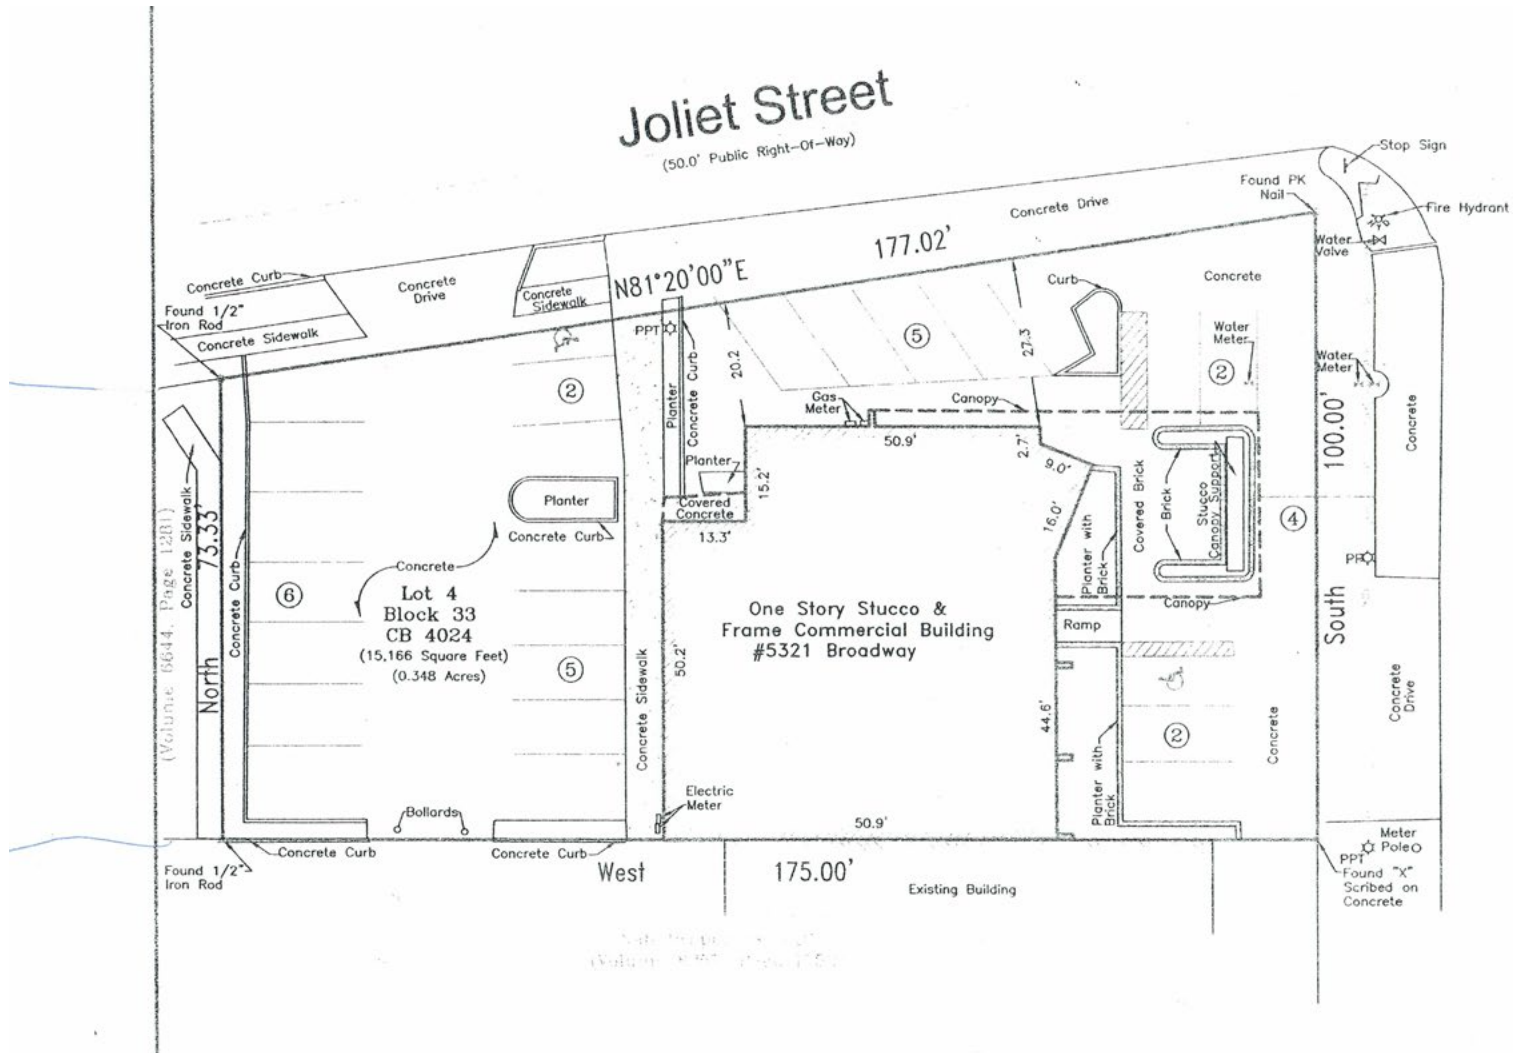 Joliet Street
(50.0' Public Right-Of-Way)
Stop Sign
Found PK
Nail
Fire Hydrant
Concrete Drive
Water
Valve
177.02'
N81°20'00"E
Concrete Curb
Concrete
Drive
Concrete
Sidewalk
Found 1/2"
Iron Rod
Concrete Sidewalk
PPT
Curb
Concrete
Water
Meter
Water
Meter
5
2
2
20.2
27.3
Concrete Curb
Planter
Gas
Meter
Canopy
50.9'
2.7'
9.0'
100.00'
Concrete
Planter
15.2'
Covered
Concrete
13.3'
Planter
Concrete Curb
Concrete Sidewalk
73.33'
(Volume 6644, Page 1281)
Concrete Curb
Concrete
6
Lot 4
Block 33
CB 4024
(15,166 Square Feet)
(0.348 Acres)
5
North
16.0'
Planter with
Brick
Covered Brick
Brick
Stucco
Canopy Support
4
PP
Canopy
One Story Stucco &
Frame Commercial Building
#5321 Broadway
Ramp
South
50.2'
Concrete Sidewalk
44.6'
2
Concrete
Concrete
Drive
Planter with
Brick
Electric
Meter
Bollards
50.9'
Concrete Curb
Concrete Curb
Found 1/2"
Iron Rod
West
175.00'
Existing Building
Meter
Pole
PPT
Found "X"
Scribed on
Concrete